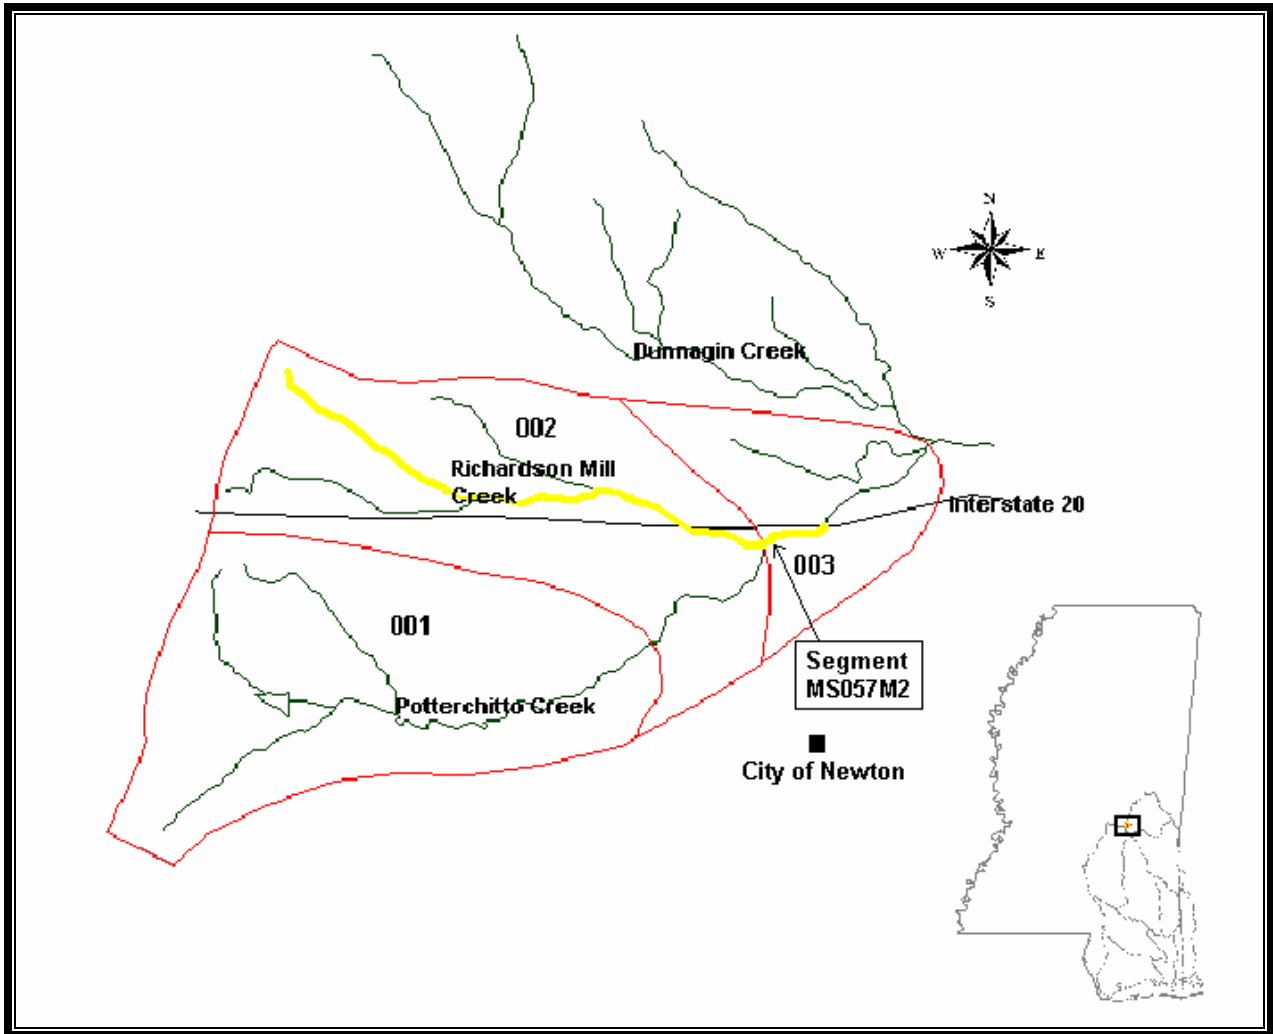 N
W E
S
Dunnagin Creek
002
Richardson Mill
Creek
Interstate 20
003
001
Segment
MS057M2
Potterchitto Creek
City of Newton